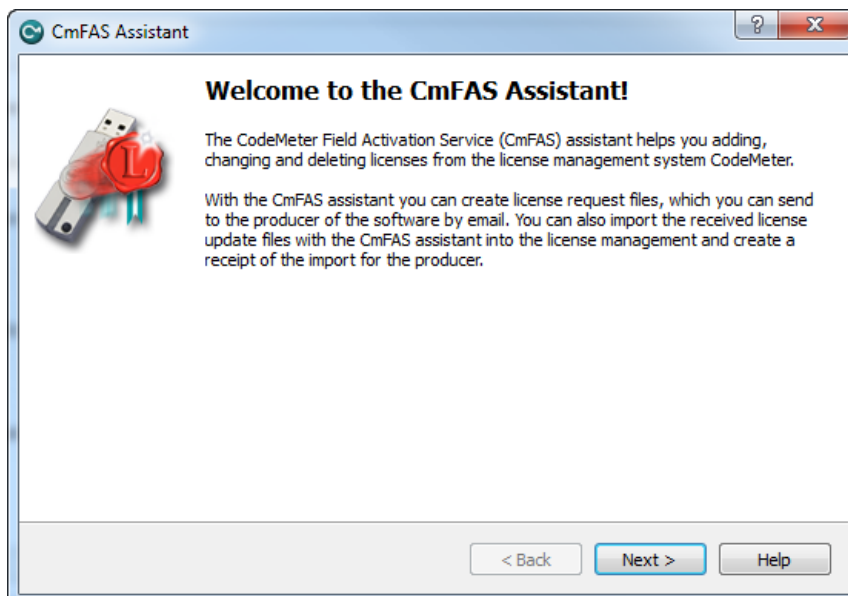 CmFAS Assistant
Welcome to the CmFAS Assistant!
The CodeMeter Field Activation Service (CmFAS) assistant helps you adding,
changing and deleting licenses from the license management system CodeMeter.
With the CmFAS assistant you can create license request files, which you can send
to the producer of the software by email. You can also import the received license
update files with the CmFAS assistant into the license management and create a
receipt of the import for the producer.
L
< Back
Next >
Help